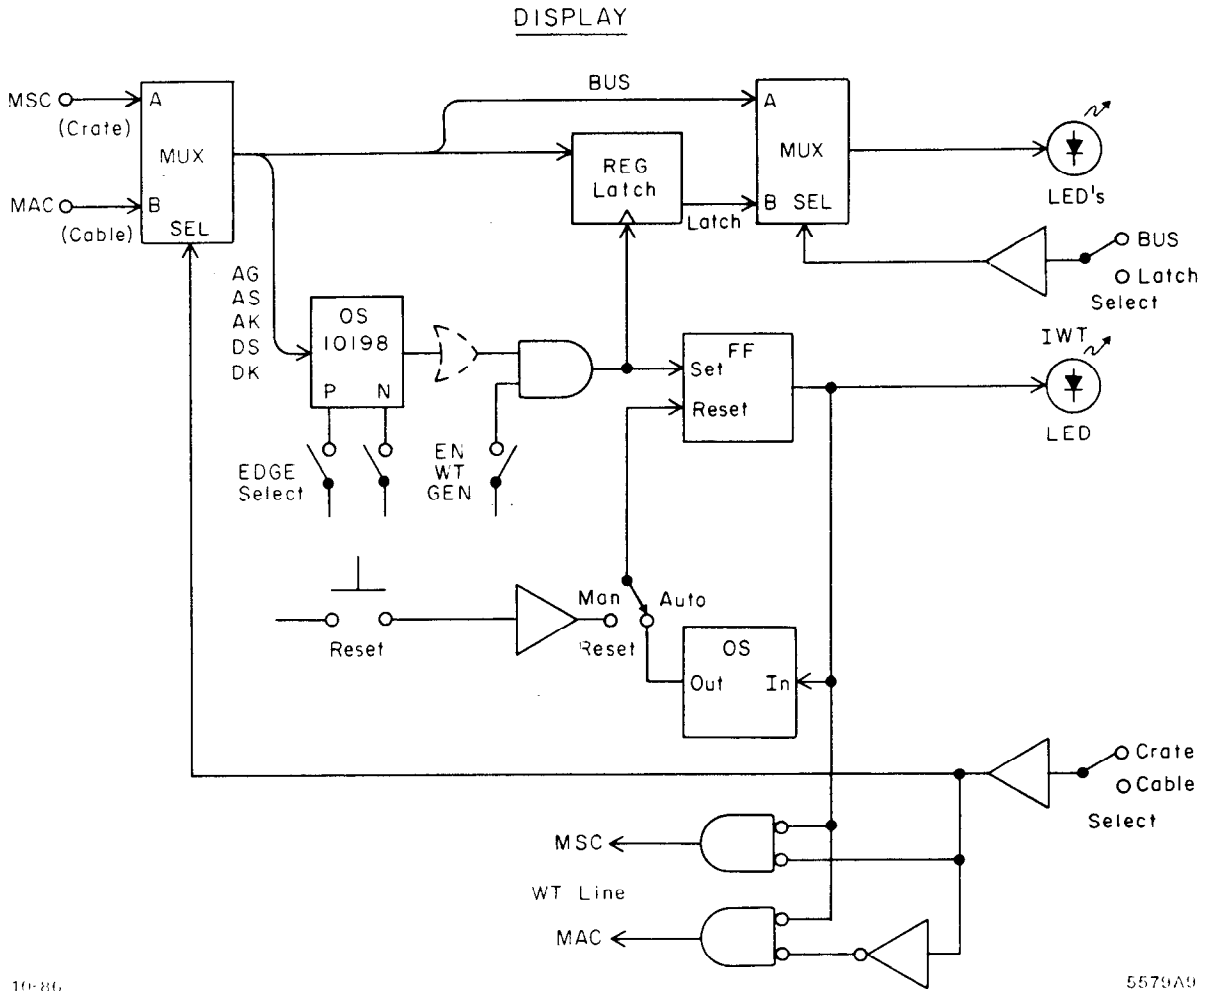 DISPLAY
BUS
MSC
A
(Crate)
MUX
MAC
B
(Cable)
SEL
REG
Latch
Latch
A
MUX
B SEL
LED's
BUS
Latch
Select
AG
AS
AK
DS
DK
OS
10198
P N
EDGE
Select
EN
WT
GEN
FF
Set
Reset
IWT
LED
Reset
Man
Reset
Auto
OS
Out In
Crate
Cable
Select
MSC
WT Line
MAC
10-86
5579A9